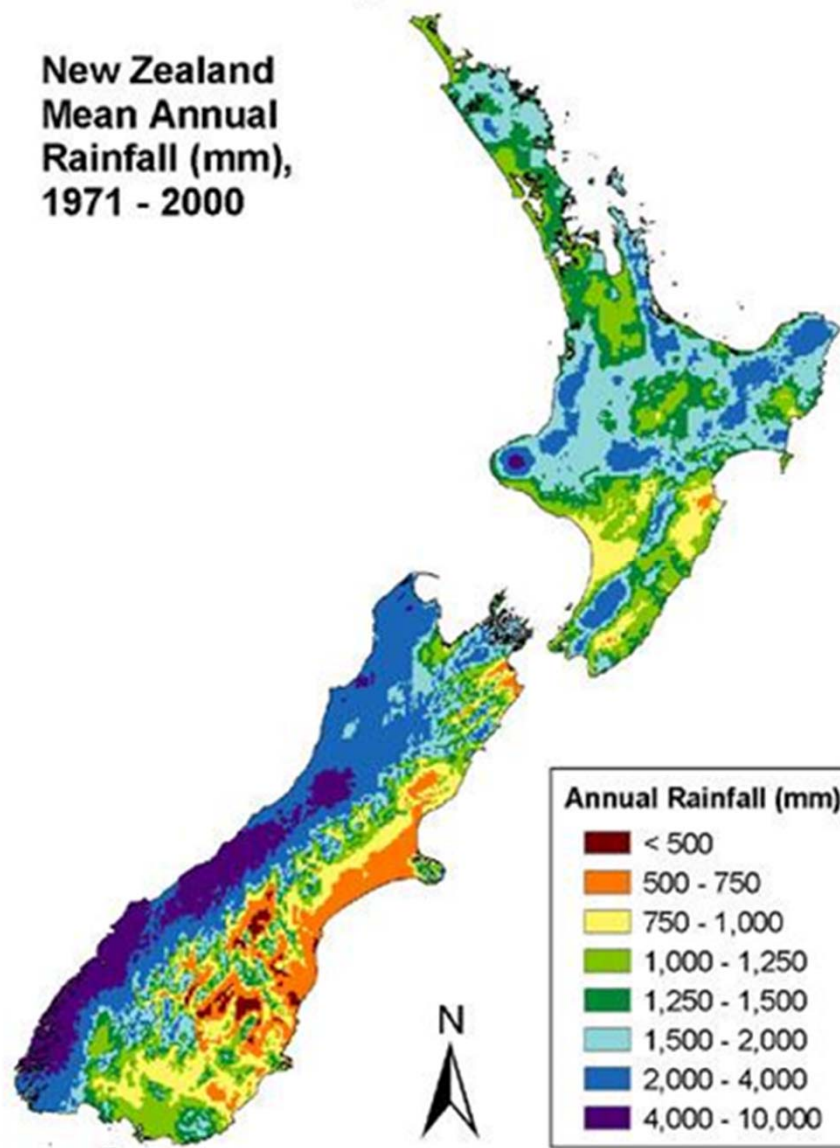 New Zealand
Mean Annual
Rainfall (mm),
1971 - 2000
N
Annual Rainfall (mm)
< 500
500 - 750
750 - 1,000
1,000 - 1,250
1,250 - 1,500
1,500 - 2,000
2,000 - 4,000
4,000 - 10,000